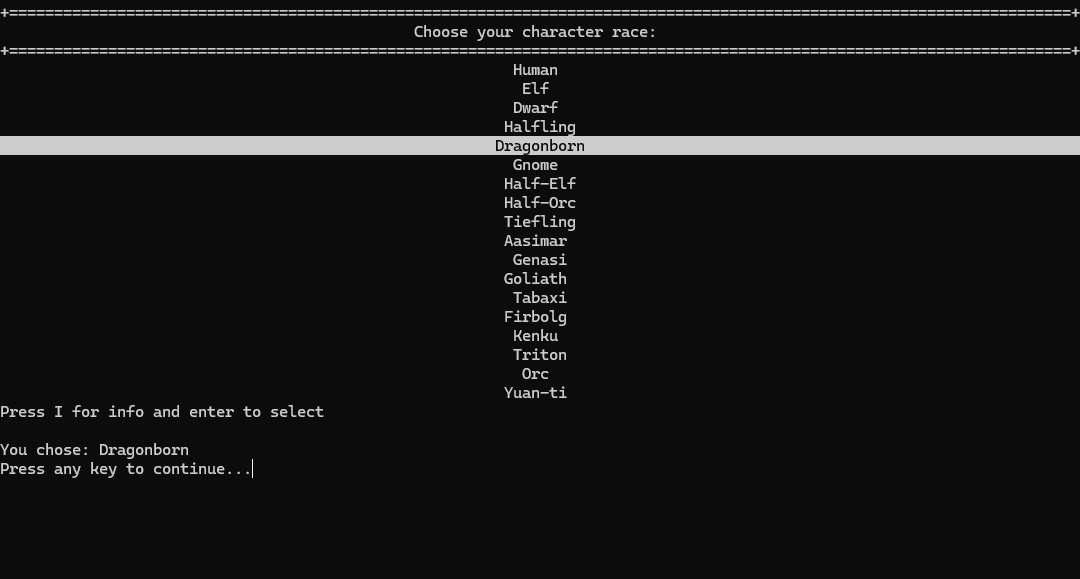 +======================================================================================================================+
Choose your character race:
+======================================================================================================================+
Human
Elf
Dwarf
Halfling
Dragonborn
Gnome
Half-Elf
Half-Orc
Tiefling
Aasimar
Genasi
Goliath
Tabaxi
Firbolg
Kenku
Triton
Orc
Yuan-ti
Press I for info and enter to select
You chose: Dragonborn
Press any key to continue...